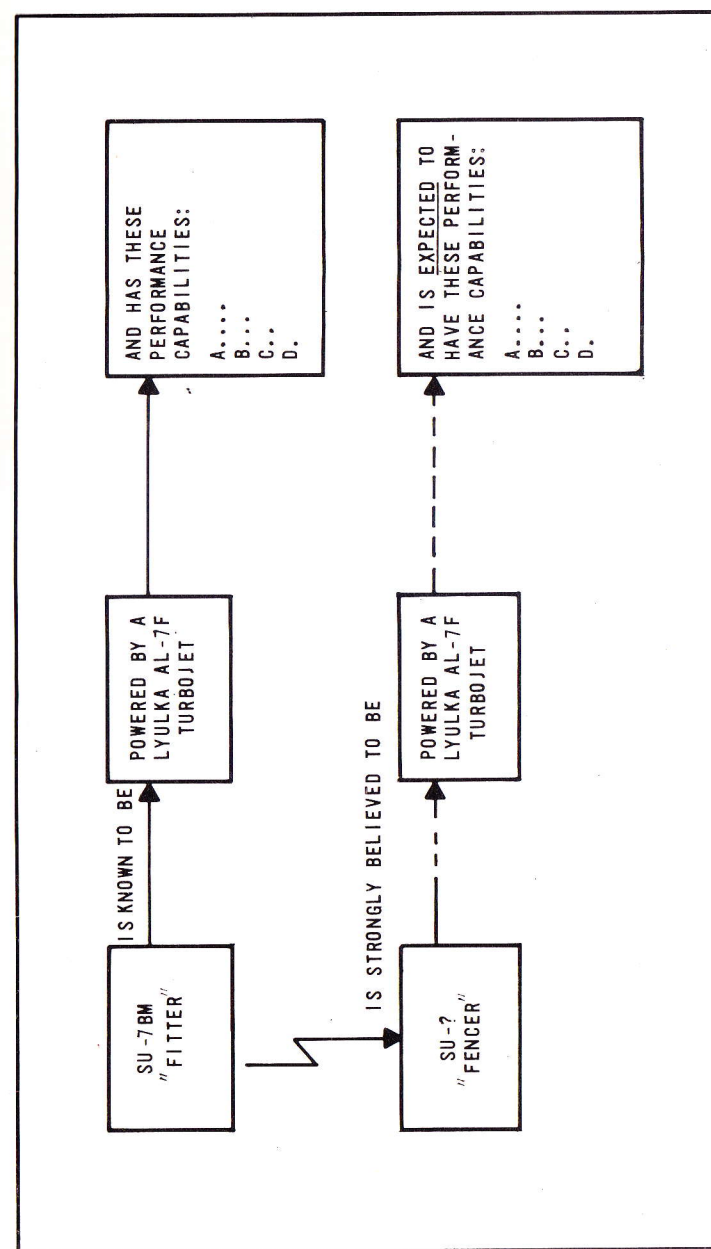 SU-7BM
"FITTER"
IS KNOWN TO BE
POWERED BY A
LYULKA AL-7F
TURBOJET
AND HAS THESE
PERFORMANCE
CAPABILITIES:
A....
B...
C..
D.
SU-?
"FENCER"
IS STRONGLY BELIEVED TO BE
POWERED BY A
LYULKA AL-7F
TURBOJET
AND IS EXPECTED TO
HAVE THESE PERFORM-
ANCE CAPABILITIES:
A....
B...
C..
D.